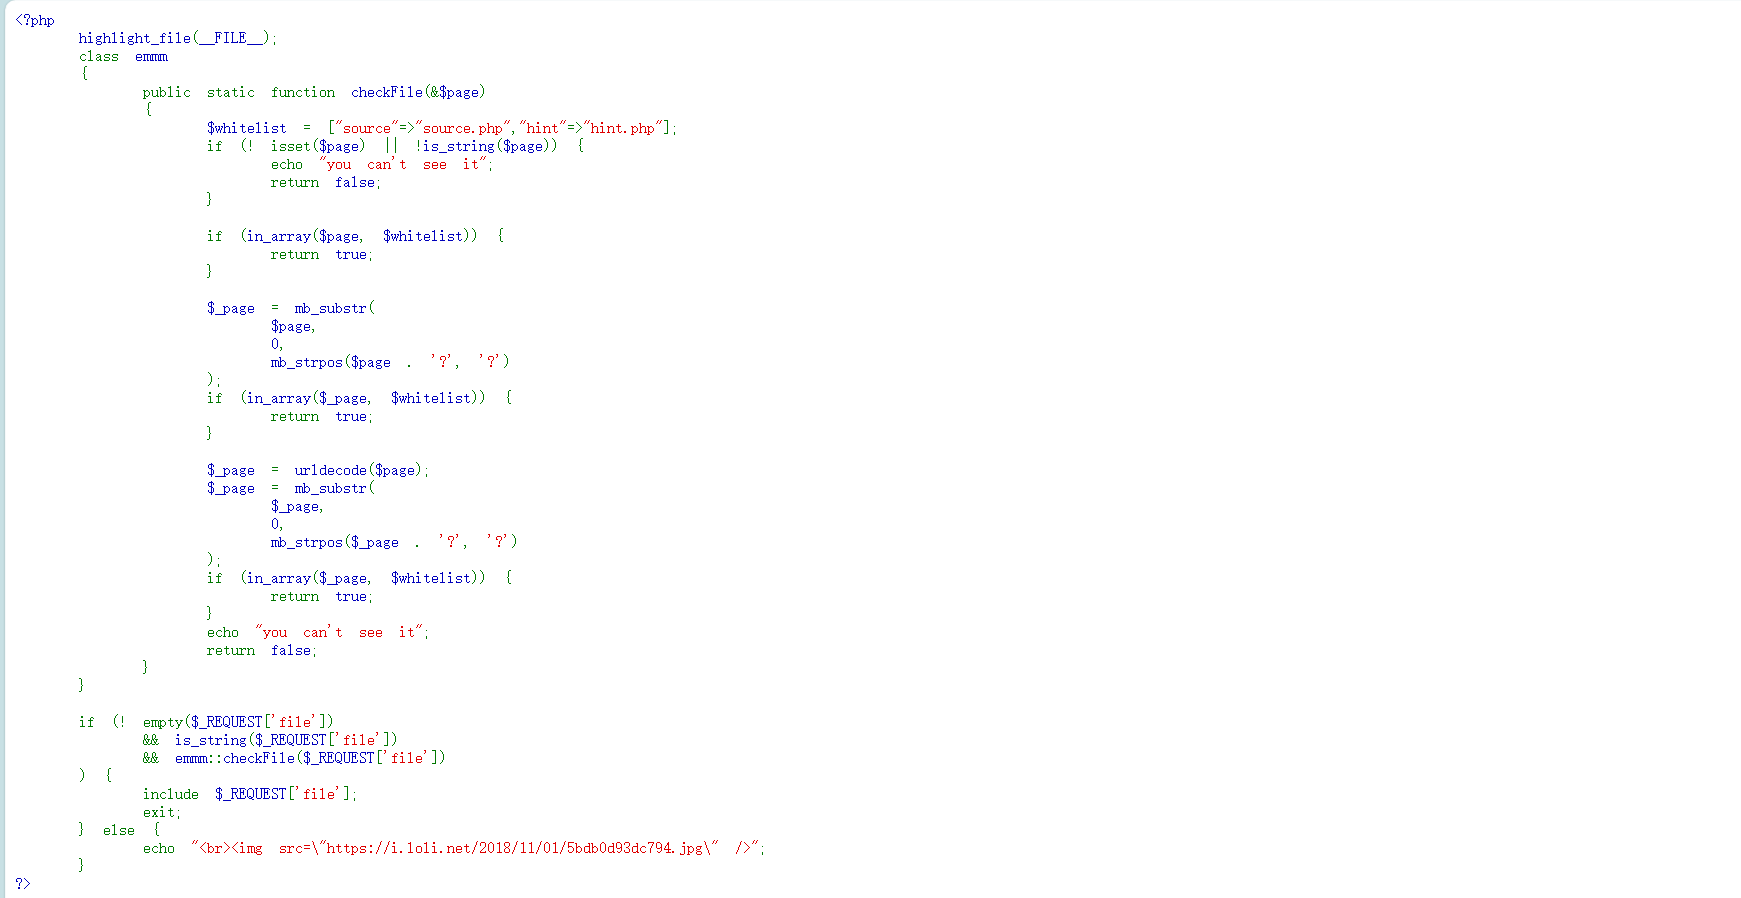 <?php
highlight_file(__FILE__);
class emmm
{
public static function checkFile(&$page)
{
$whitelist = ["source"=>"source.php","hint"=>"hint.php"];
if (! isset($page) || !is_string($page)) {
echo "you can't see it";
return false;
}
if (in_array($page, $whitelist)) {
return true;
}
$_page = mb_substr(
$page,
0,
mb_strpos($page . '?', '?')
);
if (in_array($_page, $whitelist)) {
return true;
}
$_page = urldecode($page);
$_page = mb_substr(
$_page,
0,
mb_strpos($_page . '?', '?')
);
if (in_array($_page, $whitelist)) {
return true;
}
echo "you can't see it";
return false;
}
}
if (! empty($_REQUEST['file'])
&& is_string($_REQUEST['file'])
&& emmm::checkFile($_REQUEST['file'])
) {
include $_REQUEST['file'];
exit;
} else {
echo "<br><img src=\"https://i.loli.net/2018/11/01/5bdb0d93dc794.jpg\" />";
}
?>